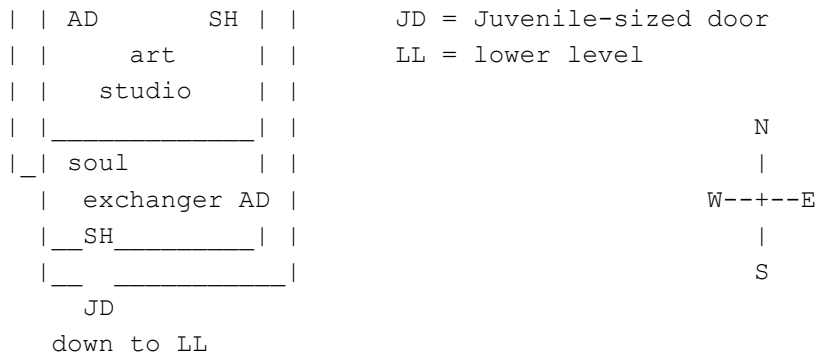 | | AD       SH | |      JD = Juvenile-sized door
| |     art     | |      LL = lower level
| |   studio    | |
| |_____________| |                              N
|_| soul        | |                              |
  |  exchanger AD |                          W--+--E
  |__SH_________| |                              |
  |__  ___________|                              S
     JD
   down to LL